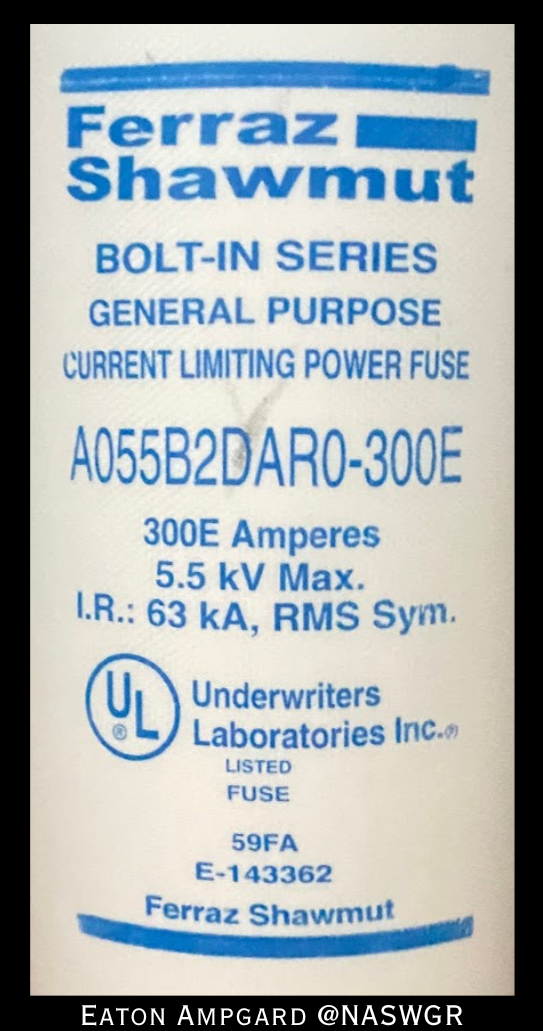 Ferraz
Shawmut
BOLT-IN SERIES
GENERAL PURPOSE
CURRENT LIMITING POWER FUSE
A055B2DAR0-300E
300E Amperes
5.5 kV Max.
I.R.: 63 kA, RMS Sym.
UL
®
Underwriters
Laboratories Inc.®
LISTED
FUSE
59FA
E-143362
Ferraz Shawmut
EATON AMPGARD @NASWGR